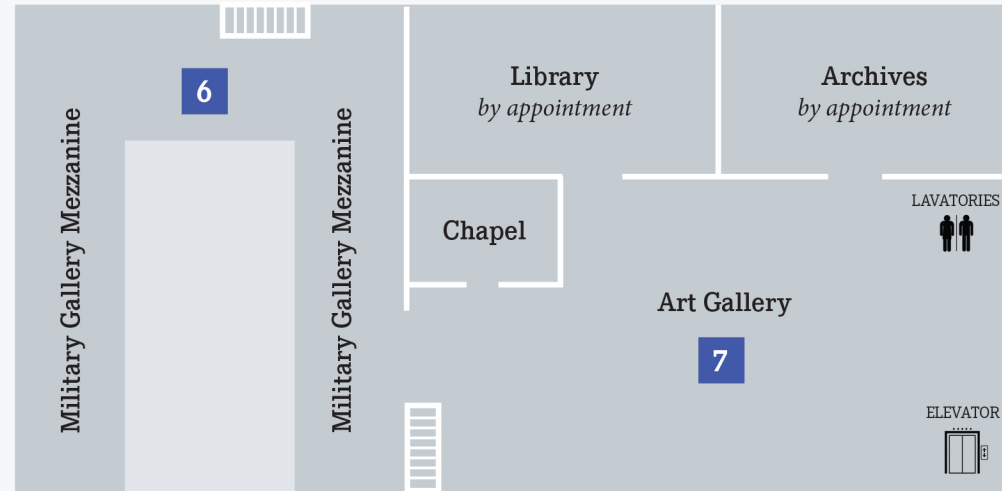 6
Military Gallery Mezzanine
Military Gallery Mezzanine
Library
by appointment
Archives
by appointment
Chapel
LAVATORIES
Art Gallery
7
ELEVATOR